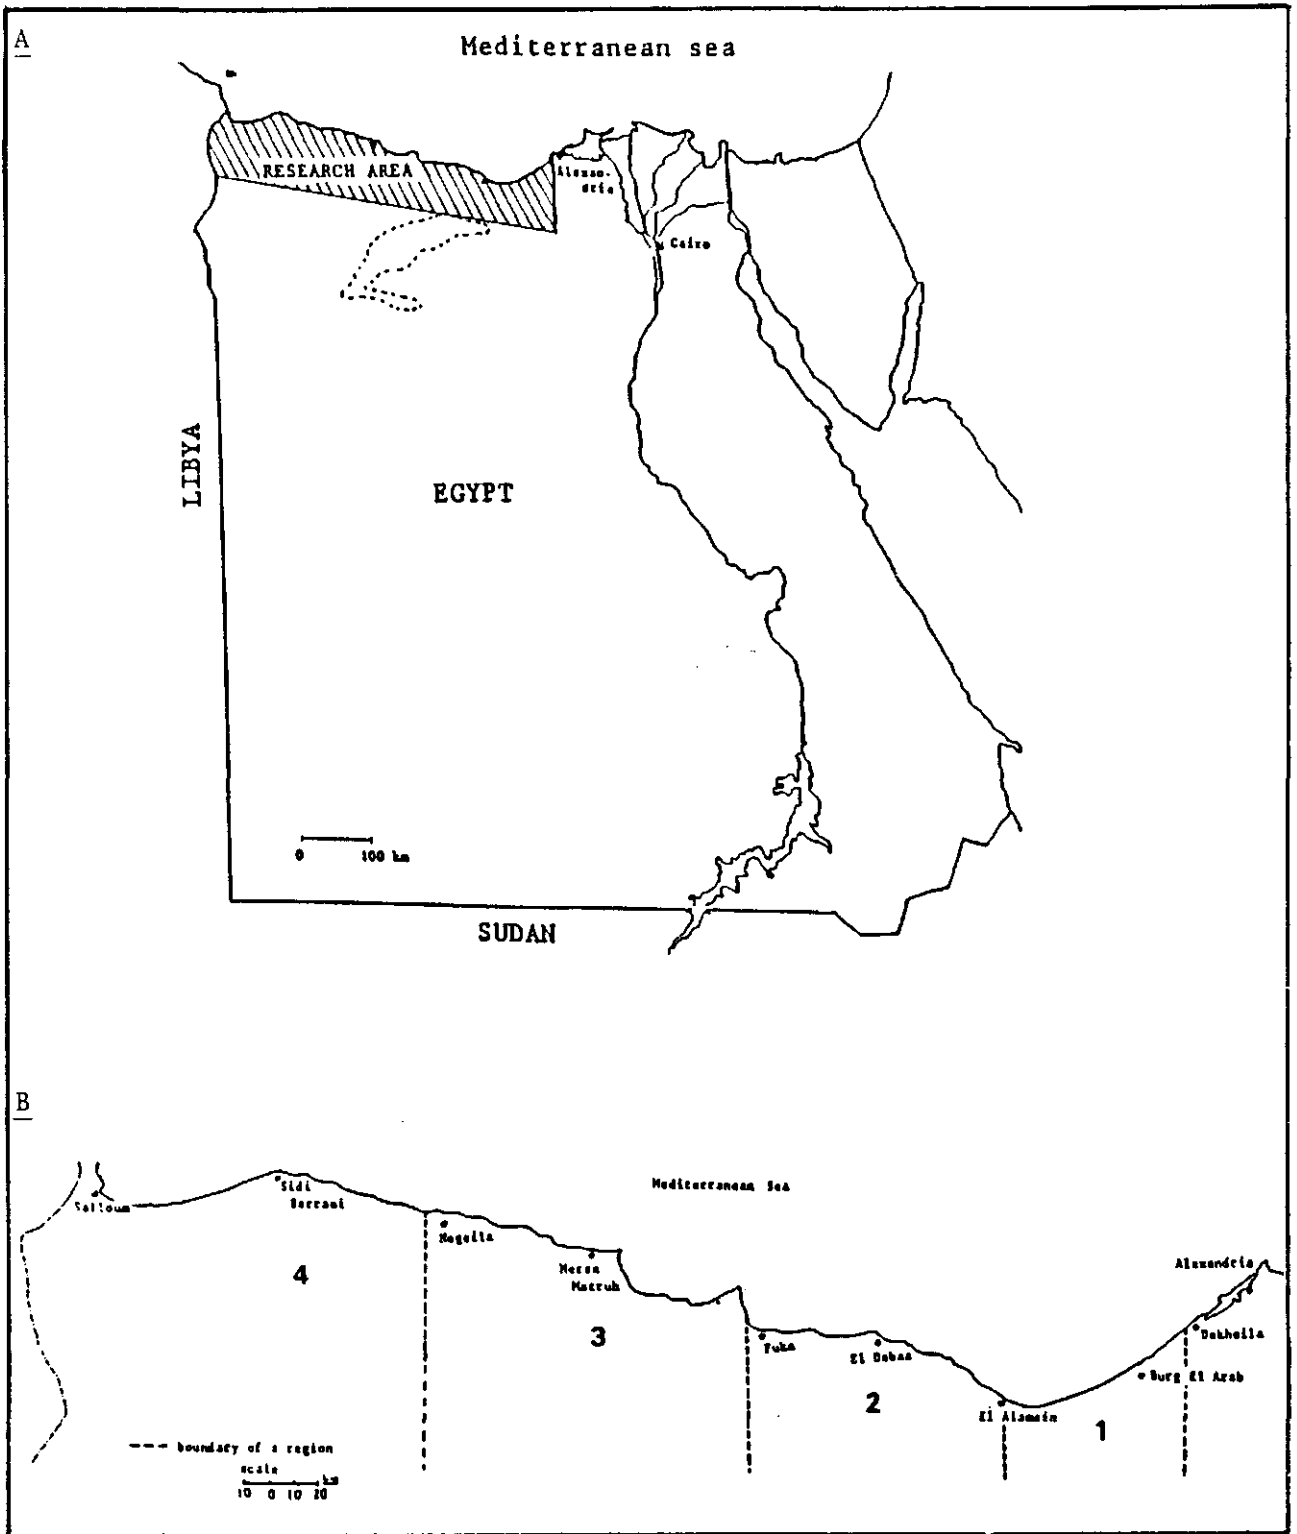 A
Mediterranean sea
RESEARCH AREA
Alexan-
dria
Cairo
LIBYA
EGYPT
0 100 km
SUDAN
B
Mediterranean Sea
Salloum
Sidi
Barrani
Negeila
Mersa
Matruh
Alexandria
Dekheila
4
3
Fuka
El Dabaa
Burg El Arab
2
El Alamein
1
boundary of a region
scale
km
10 0 10 20